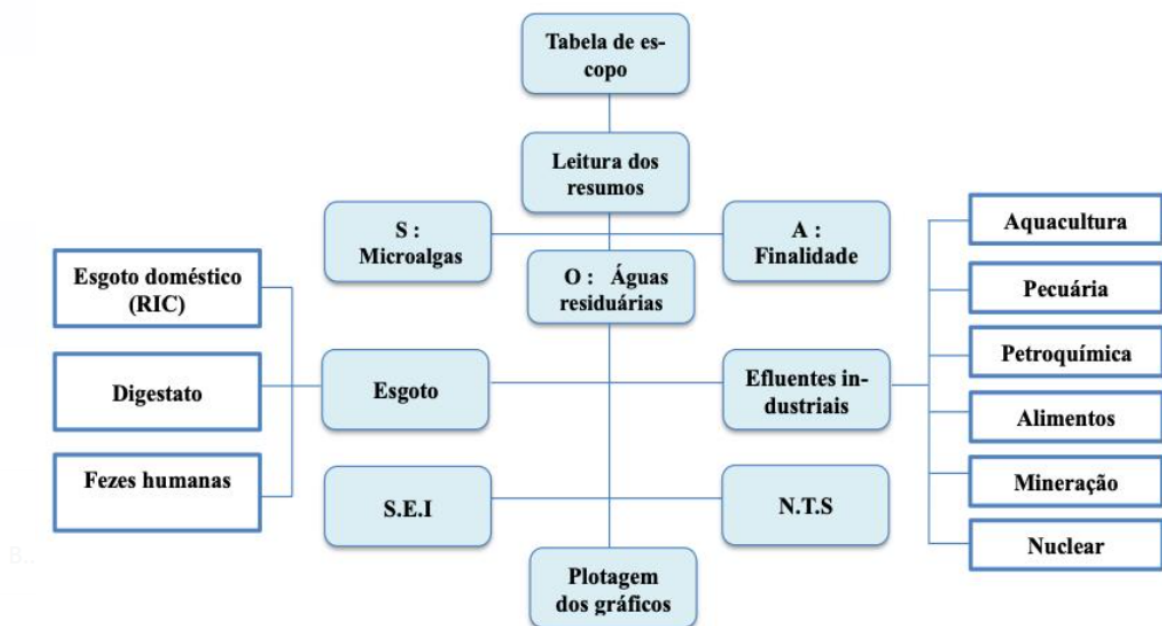 Tabela de es-
copo
Leitura dos
resumos
S :
Microalgas
A :
Finalidade
O : Águas
residuárias
Esgoto doméstico
(RIC)
Digestato
Fezes humanas
Esgoto
Efluentes in-
dustriais
Aquacultura
Pecuária
Petroquímica
Alimentos
Mineração
Nuclear
S.E.I
N.T.S
Plotagem
dos gráficos